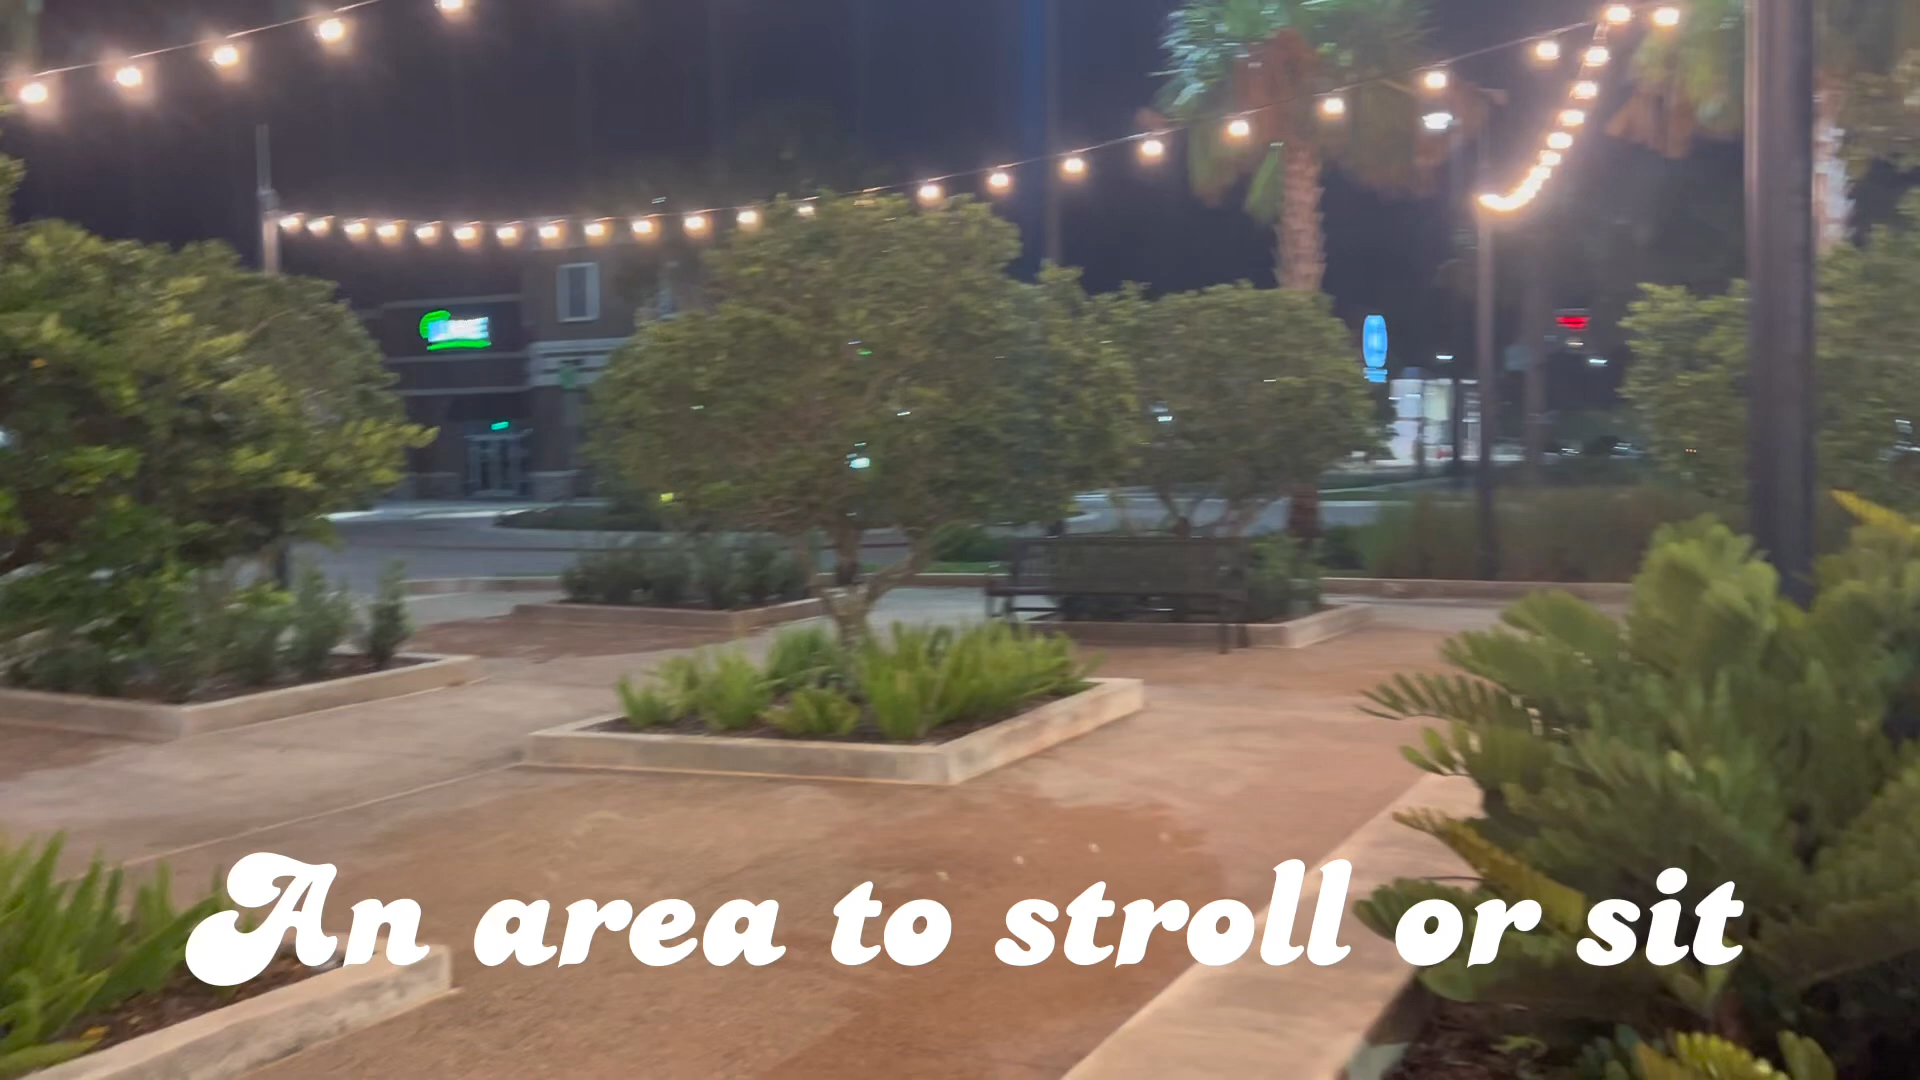 An area to stroll or sit